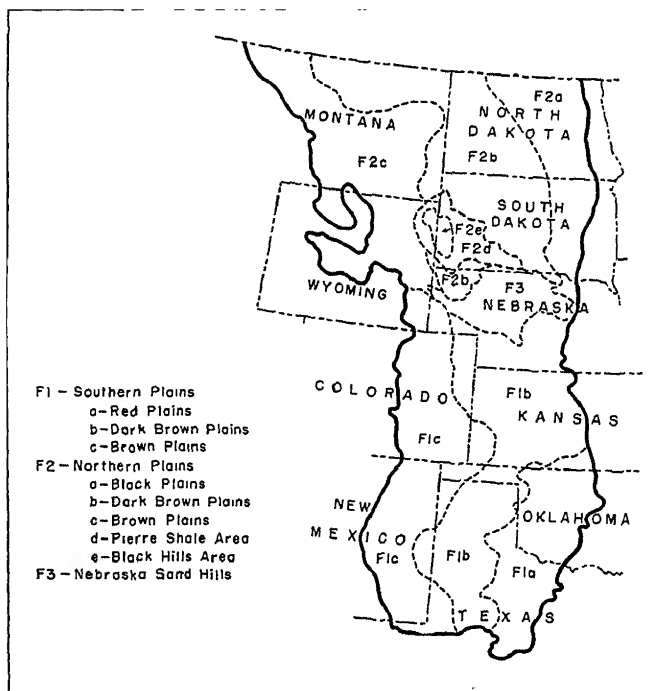 F2a
NORTH
DAKOTA
MONTANA
F2b
F2c
SOUTH
DAKOTA
F2e
F2d
F2b
F3
WYOMING
NEBRASKA
F1-Southern Plains
a-Red Plains
b-Dark Brown Plains
c-Brown Plains
F2-Northern Plains
a-Black Plains
b-Dark Brown Plains
c-Brown Plains
d-Pierre Shale Area
e-Black Hills Area
F3-Nebraska Sand Hills
COLORADO
F1b
KANSAS
F1c
NEW
MEXICO
OKLAHOMA
F1c
F1b
F1a
TEXAS